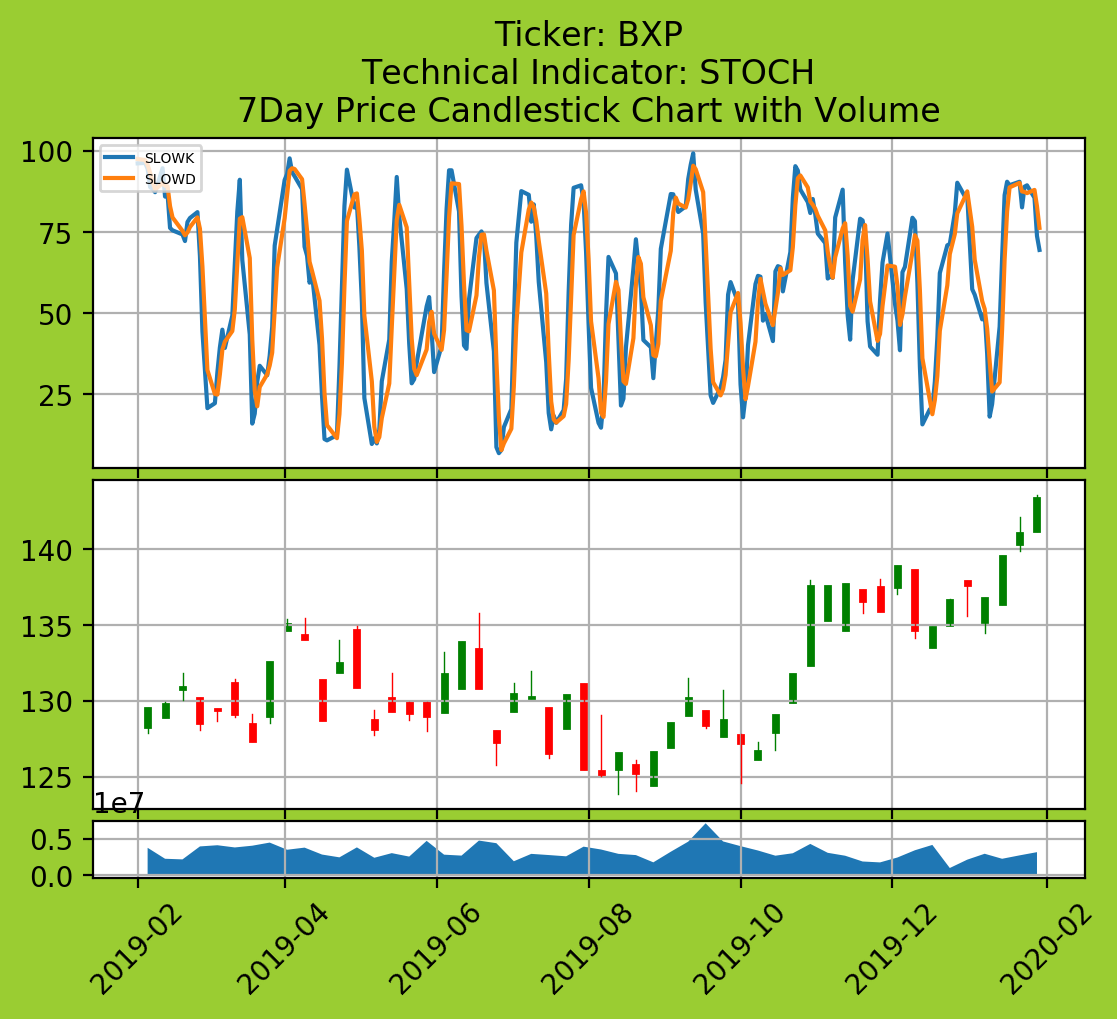 Ticker: BXP
Technical Indicator: STOCH
7Day Price Candlestick Chart with Volume
100
75
50
25
SLOWK
SLOWD
140
135
130
125
1e7
0.5
0.0
2019-02
2019-04
2019-06
2019-08
2019-10
2019-12
2020-02